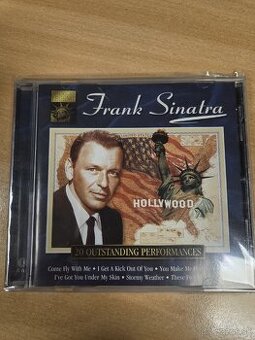 Frank Sinatra
HOLLYWOOD
20 OUTSTANDING PERFORMANCES
Come Fly With Me • I Get A Kick Out Of You • You Make Me
I've Got You Under My Skin • Stormy Weather • These